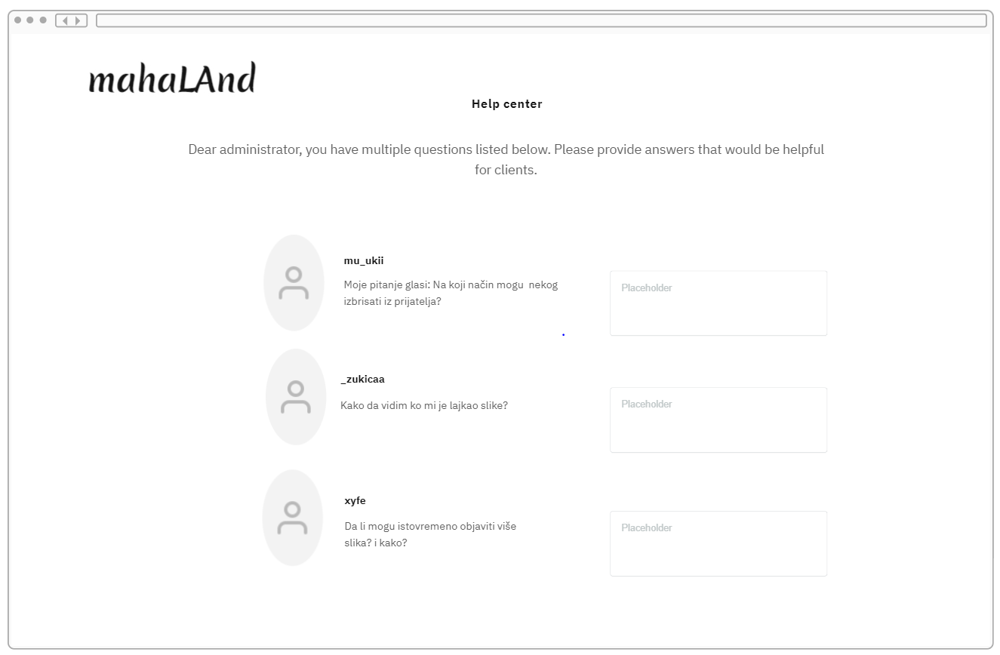 mahaLAnd
Help center
Dear administrator, you have multiple questions listed below. Please provide answers that would be helpful
for clients.
mu_ukii
Moje pitanje glasi: Na koji način mogu  nekog
izbrisati iz prijatelja?
Placeholder
_zukicaa
Kako da vidim ko mi je lajkao slike?
Placeholder
xyfe
Da li mogu istovremeno objaviti više
slika? i kako?
Placeholder